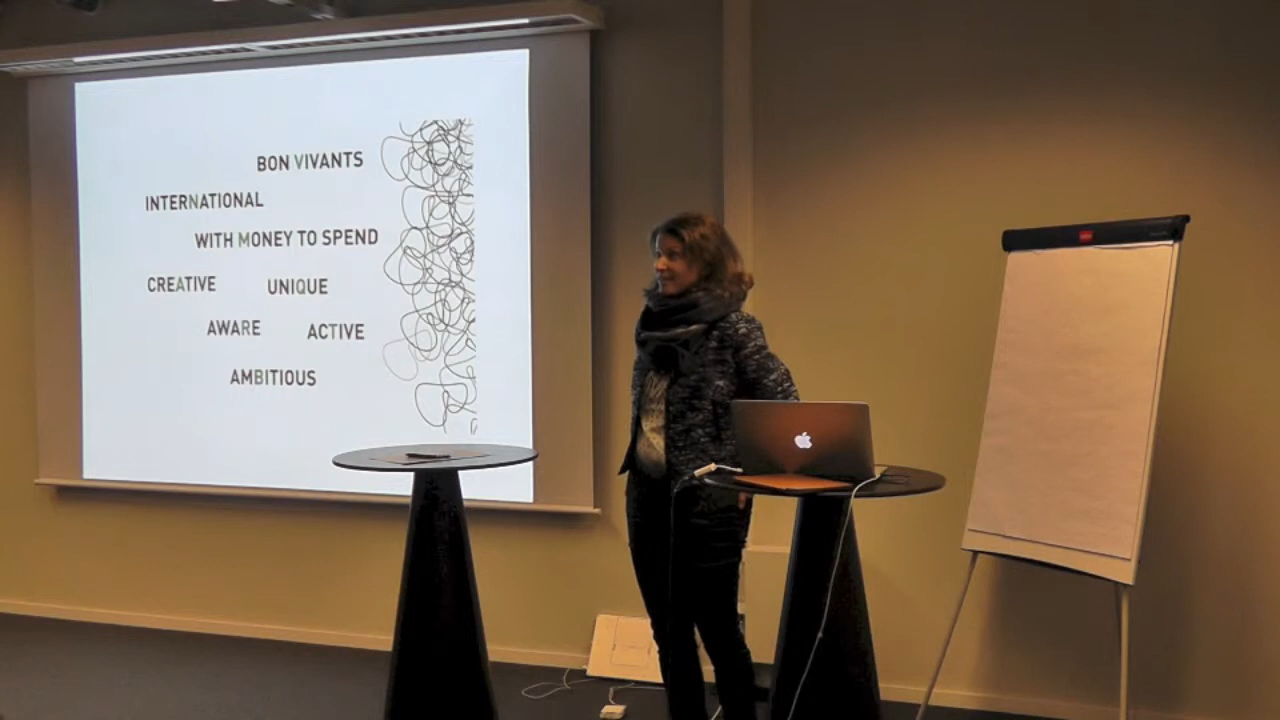 BON VIVANTS
INTERNATIONAL
WITH MONEY TO SPEND
CREATIVE UNIQUE
AWARE ACTIVE
AMBITIOUS